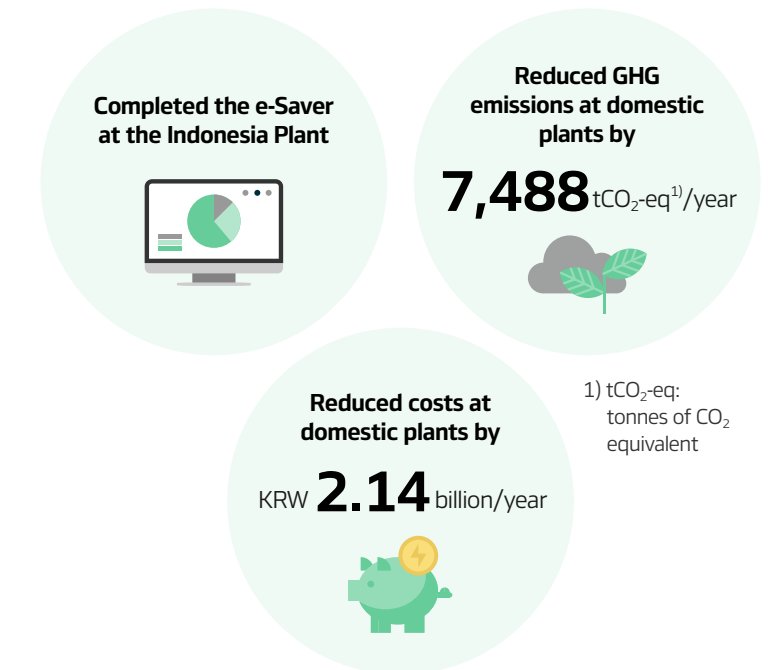 Completed the e-Saver
at the Indonesia Plant
Reduced GHG
emissions at domestic
plants by
7,488 tCO₂-eq¹⁾/year
Reduced costs at
domestic plants by
KRW 2.14 billion/year
1) tCO₂-eq:
tonnes of CO₂
equivalent